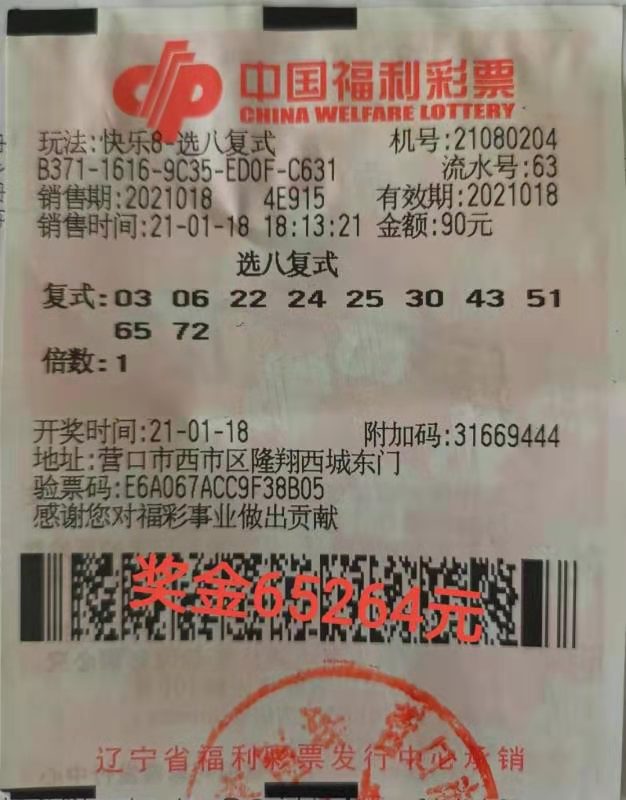 中国福利彩票
CHINA WELFARE LOTTERY
玩法:快乐8-选八复式 机号:21080204
B371-1616-9C35-ED0F-C631 流水号:63
销售期:2021018 4E915 有效期:2021018
销售时间:21-01-18 18:13:21 金额:90元
选八复式
复式:03 06 22 24 25 30 43 51
65 72
倍数:1
开奖时间:21-01-18 附加码:31669444
地址:营口市西市区隆翔西城东门
验票码:E6A067ACC9F38B05
感谢您对福彩事业做出贡献
奖金65264元
辽宁省福利彩票发行中心承销